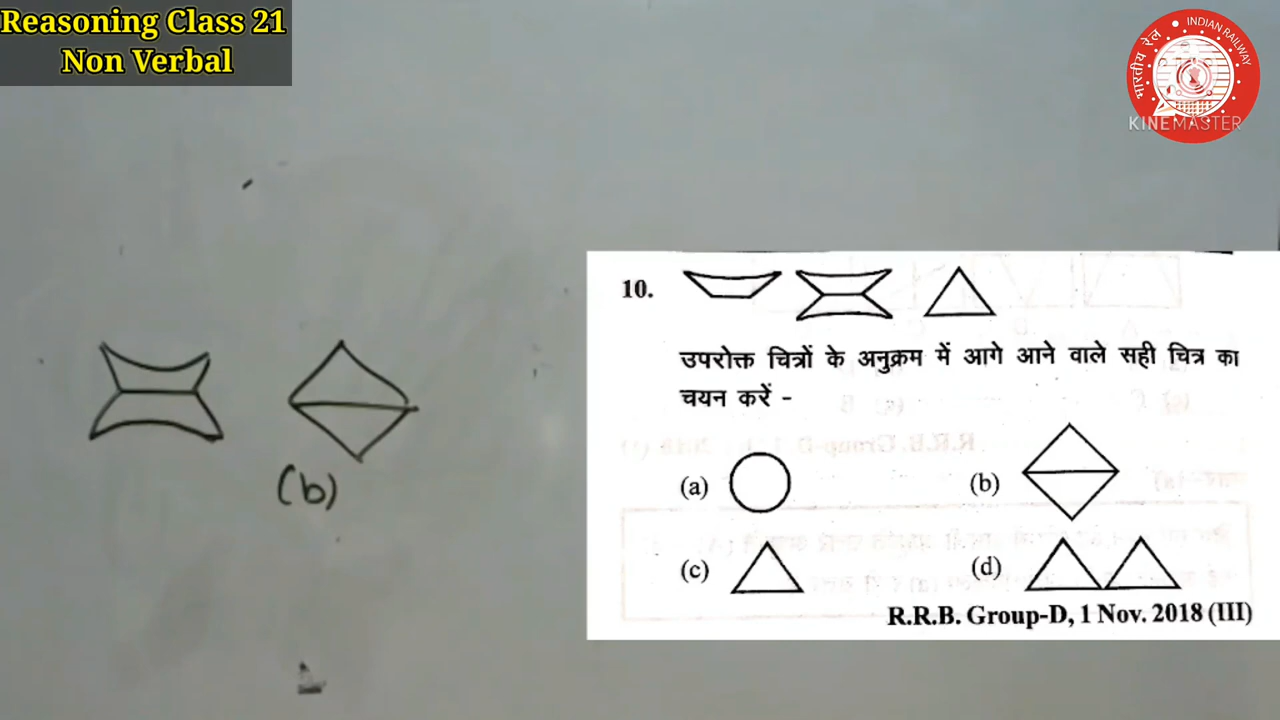 Reasoning Class 21
Non Verbal
भारतीय रेल
INDIAN RAILWAY
KINEMASTER
10.
उपरोक्त चित्रों के अनुक्रम में आगे आने वाले सही चित्र का
चयन करें -
(a)
(b)
(c)
(d)
R.R.B. Group-D, 1 Nov. 2018 (III)
(b)